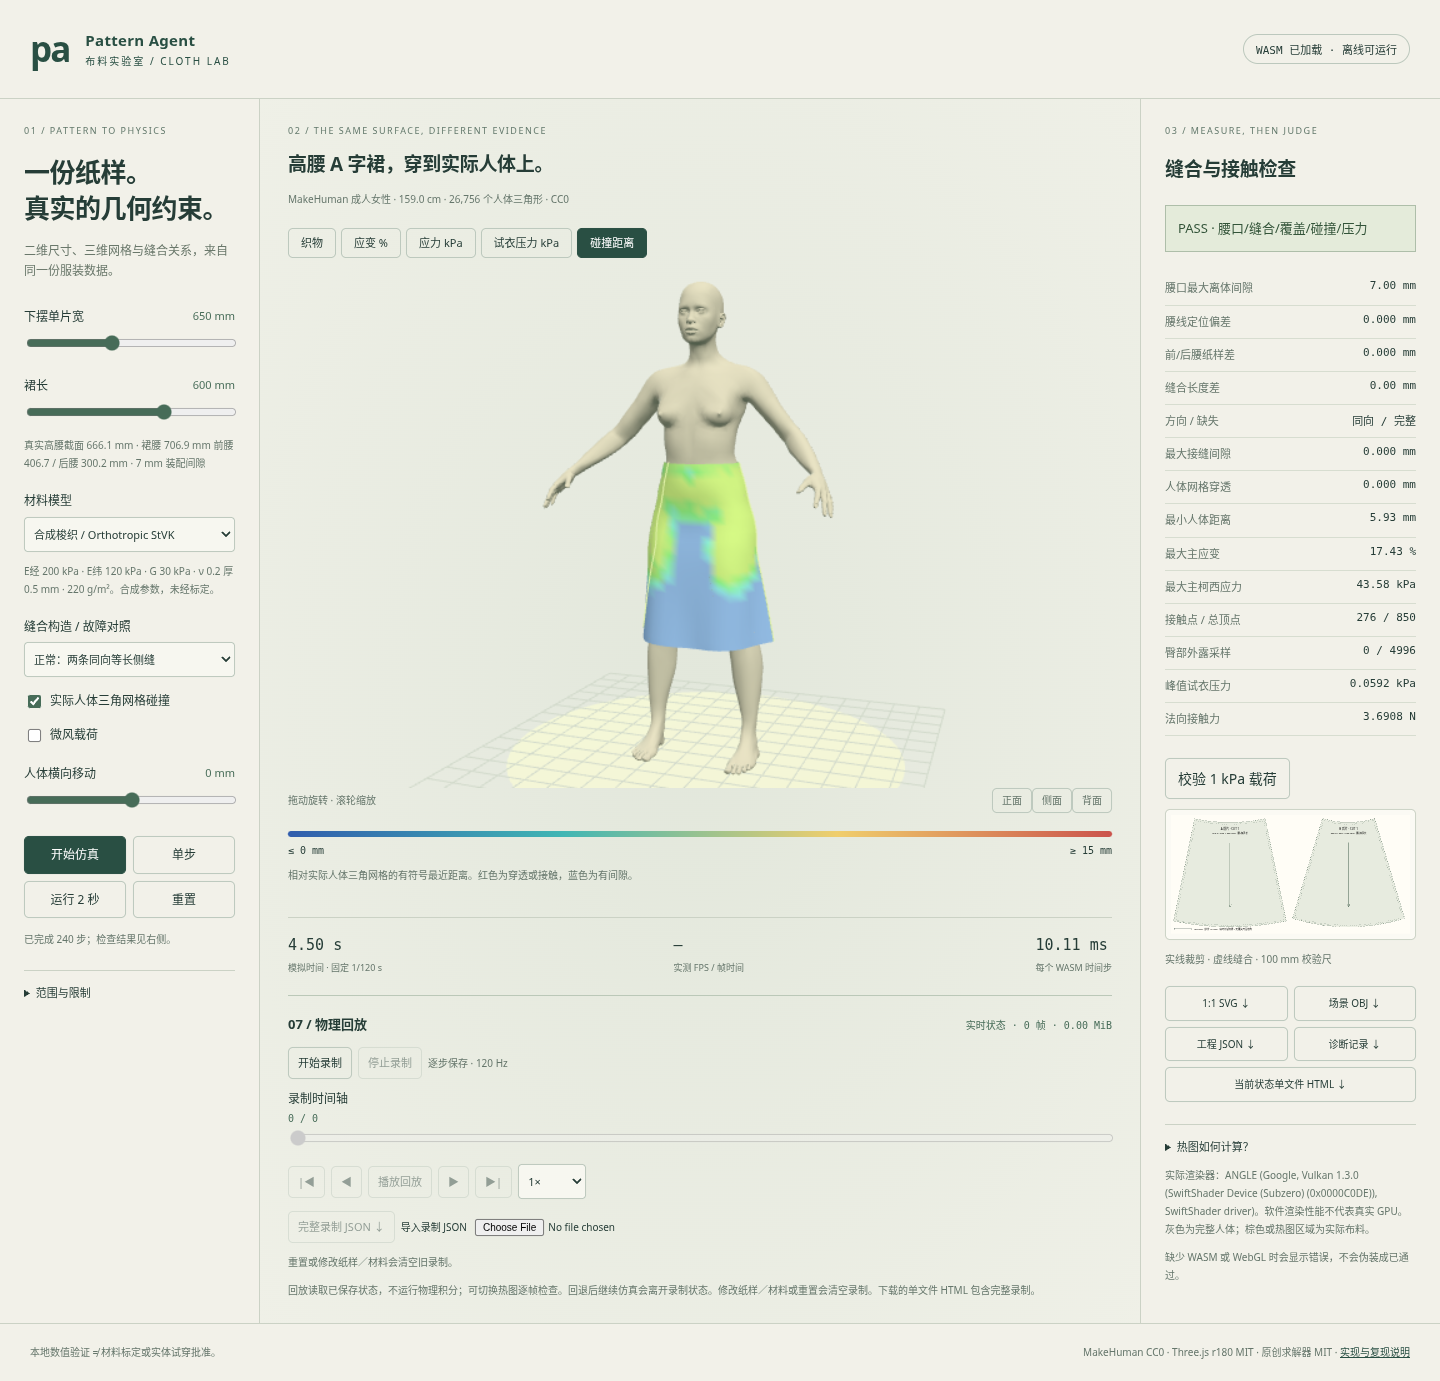 pa
Pattern Agent
布料实验室 / CLOTH LAB
WASM 已加载 · 离线可运行
01 / PATTERN TO PHYSICS
一份纸样。
真实的几何约束。
二维尺寸、三维网格与缝合关系，来自
同一份服装数据。
下摆单片宽
650 mm
裙长
600 mm
真实高腰截面 666.1 mm · 裙腰 706.9 mm 前腰
406.7 / 后腰 300.2 mm · 7 mm 装配间隙
材料模型
合成梭织 / Orthotropic StVK
E经 200 kPa · E纬 120 kPa · G 30 kPa · ν 0.2 厚
0.5 mm · 220 g/m²。合成参数，未经标定。
缝合构造 / 故障对照
正常：两条同向等长侧缝
实际人体三角网格碰撞
微风载荷
人体横向移动
0 mm
开始仿真
单步
运行 2 秒
重置
已完成 240 步；检查结果见右侧。
范围与限制
02 / THE SAME SURFACE, DIFFERENT EVIDENCE
高腰 A 字裙，穿到实际人体上。
MakeHuman 成人女性 · 159.0 cm · 26,756 个人体三角形 · CC0
织物
应变 %
应力 kPa
试衣压力 kPa
碰撞距离
拖动旋转 · 滚轮缩放
正面
侧面
背面
≤ 0 mm
≥ 15 mm
相对实际人体三角网格的有符号最近距离。红色为穿透或接触，蓝色为有间隙。
4.50 s
模拟时间 · 固定 1/120 s
—
实测 FPS / 帧时间
10.11 ms
每个 WASM 时间步
07 / 物理回放
实时状态 · 0 帧 · 0.00 MiB
开始录制
停止录制
逐步保存 · 120 Hz
录制时间轴
0 / 0
|◀
◀
播放回放
▶
▶|
1×
完整录制 JSON ↓
导入录制 JSON
Choose File
No file chosen
重置或修改纸样／材料会清空旧录制。
回放读取已保存状态，不运行物理积分；可切换热图逐帧检查。回退后继续仿真会离开录制状态。修改纸样／材料或重置会清空录制。下载的单文件 HTML 包含完整录制。
03 / MEASURE, THEN JUDGE
缝合与接触检查
PASS · 腰口/缝合/覆盖/碰撞/压力
腰口最大离体间隙
7.00 mm
腰线定位偏差
0.000 mm
前/后腰纸样差
0.000 mm
缝合长度差
0.00 mm
方向 / 缺失
同向 / 完整
最大接缝间隙
0.000 mm
人体网格穿透
0.000 mm
最小人体距离
5.93 mm
最大主应变
17.43 %
最大主柯西应力
43.58 kPa
接触点 / 总顶点
276 / 850
臀部外露采样
0 / 4996
峰值试衣压力
0.0592 kPa
法向接触力
3.6908 N
校验 1 kPa 载荷
实线裁剪 · 虚线缝合 · 100 mm 校验尺
1:1 SVG ↓
场景 OBJ ↓
工程 JSON ↓
诊断记录 ↓
当前状态单文件 HTML ↓
热图如何计算？
实际渲染器：ANGLE (Google, Vulkan 1.3.0
(SwiftShader Device (Subzero) (0x0000C0DE)),
SwiftShader driver)。软件渲染性能不代表真实 GPU。
灰色为完整人体；棕色或热图区域为实际布料。
缺少 WASM 或 WebGL 时会显示错误，不会伪装成已通
过。
本地数值验证 ≠ 材料标定或实体试穿批准。
MakeHuman CC0 · Three.js r180 MIT · 原创求解器 MIT · 实现与复现说明